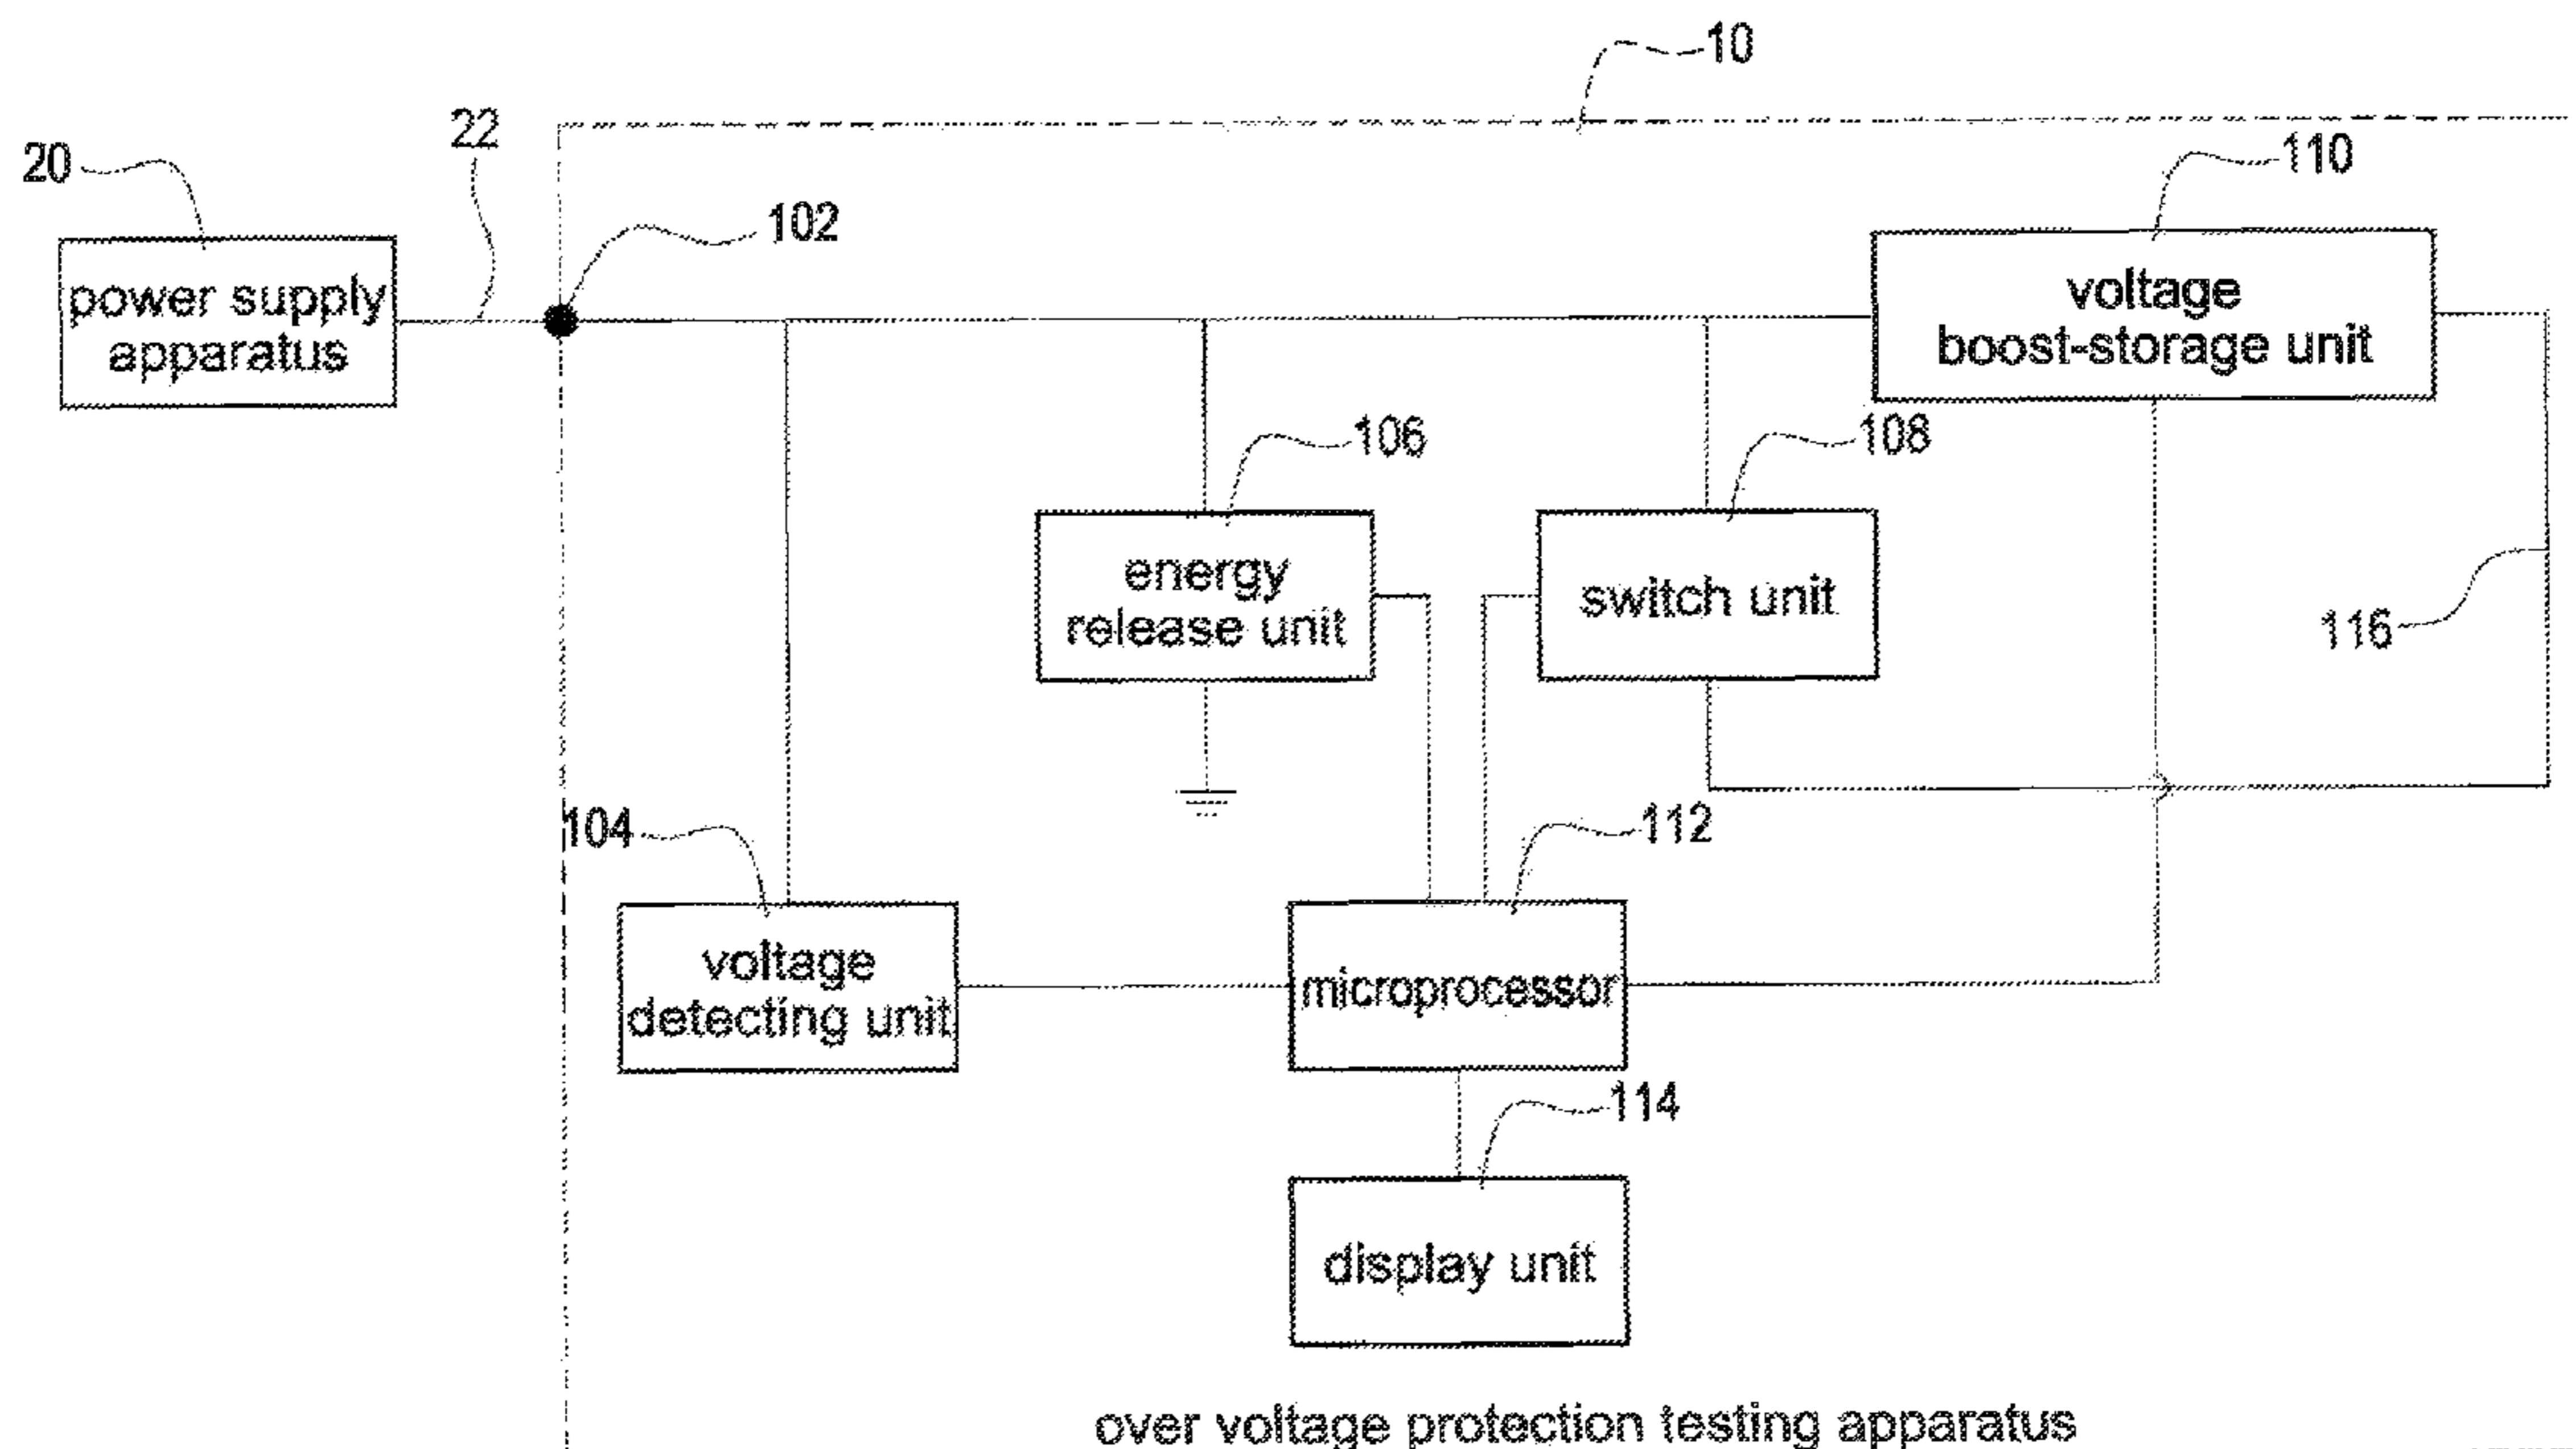 10
22
20
110
102
power supply
apparatus
voltage
boost-storage unit
106
108
energy
release unit
switch unit
116
104
112
voltage
detecting unit
microprocessor
114
display unit
over voltage protection testing apparatus